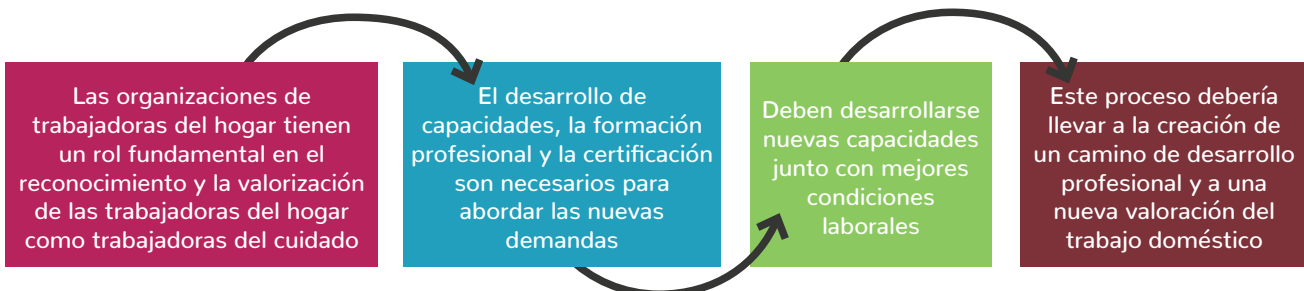 Las organizaciones de
trabajadoras del hogar tienen
un rol fundamental en el
reconocimiento y la valorización
de las trabajadoras del hogar
como trabajadoras del cuidado
El desarrollo de
capacidades, la formación
profesional y la certificación
son necesarios para
abordar las nuevas
demandas
Deben desarrollarse
nuevas capacidades
junto con mejores
condiciones
laborales
Este proceso debería
llevar a la creación de
un camino de desarrollo
profesional y a una
nueva valoración del
trabajo doméstico